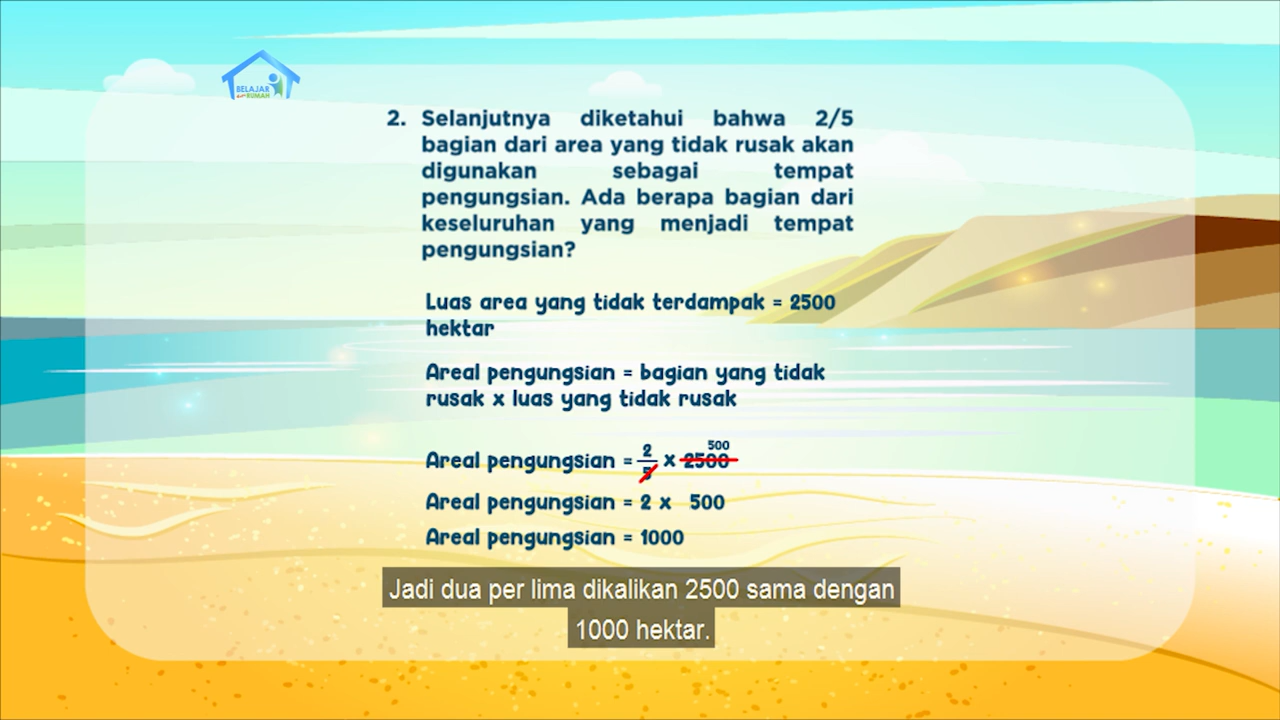 BELAJAR
dari RUMAH
2. Selanjutnya diketahui bahwa 2/5
bagian dari area yang tidak rusak akan
digunakan sebagai tempat
pengungsian. Ada berapa bagian dari
keseluruhan yang menjadi tempat
pengungsian?
Luas area yang tidak terdampak = 2500
hektar
Areal pengungsian = bagian yang tidak
rusak x luas yang tidak rusak
500
Areal pengungsian = 2/5 x 2500
Areal pengungsian = 2 x 500
Areal pengungsian = 1000
Jadi dua per lima dikalikan 2500 sama dengan
1000 hektar.